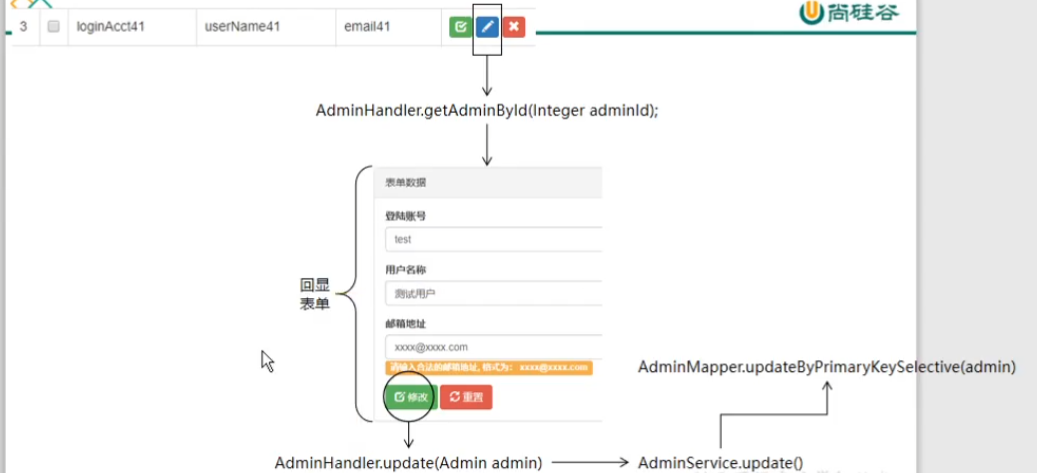 尚硅谷
3 loginAcct41 userName41 email41
AdminHandler.getAdminById(Integer adminId);
表单数据
登陆账号
test
用户名称
测试用户
回显
表单
邮箱地址
xxxx@xxxx.com
请输入合法的邮箱地址, 格式为： xxxx@xxxx.com
修改 重置
AdminMapper.updateByPrimaryKeySelective(admin)
AdminHandler.update(Admin admin) AdminService.update()